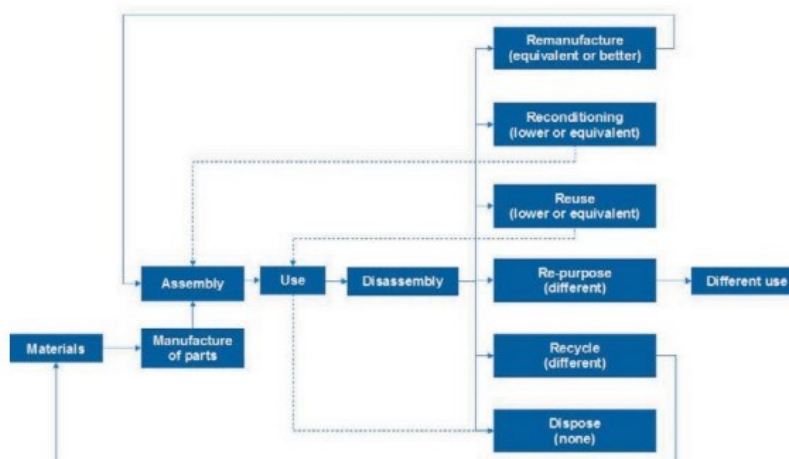 Remanufacture
(equivalent or better)
Reconditioning
(lower or equivalent)
Reuse
(lower or equivalent)
Assembly
Use
Disassembly
Re-purpose
(different)
Different use
Materials
Manufacture
of parts
Recycle
(different)
Dispose
(none)